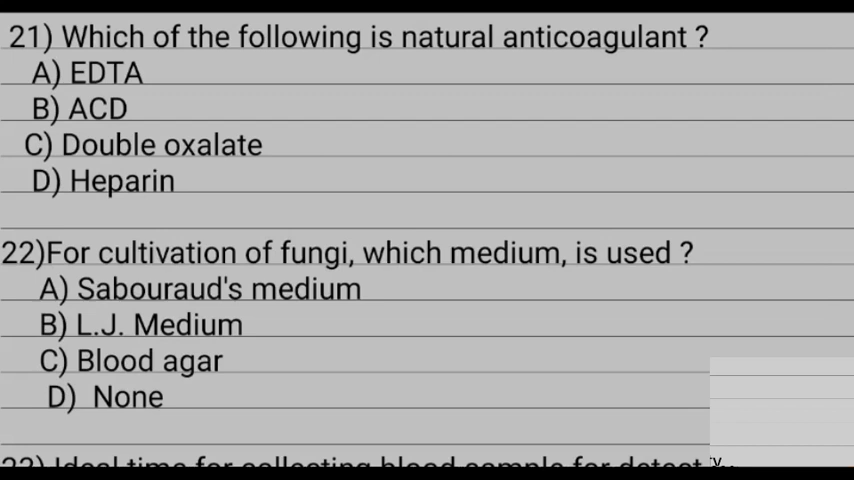 21) Which of the following is natural anticoagulant ?
A) EDTA
B) ACD
C) Double oxalate
D) Heparin
22)For cultivation of fungi, which medium, is used ?
A) Sabouraud's medium
B) L.J. Medium
C) Blood agar
D) None
Ideal time for collecting blood sample for detect